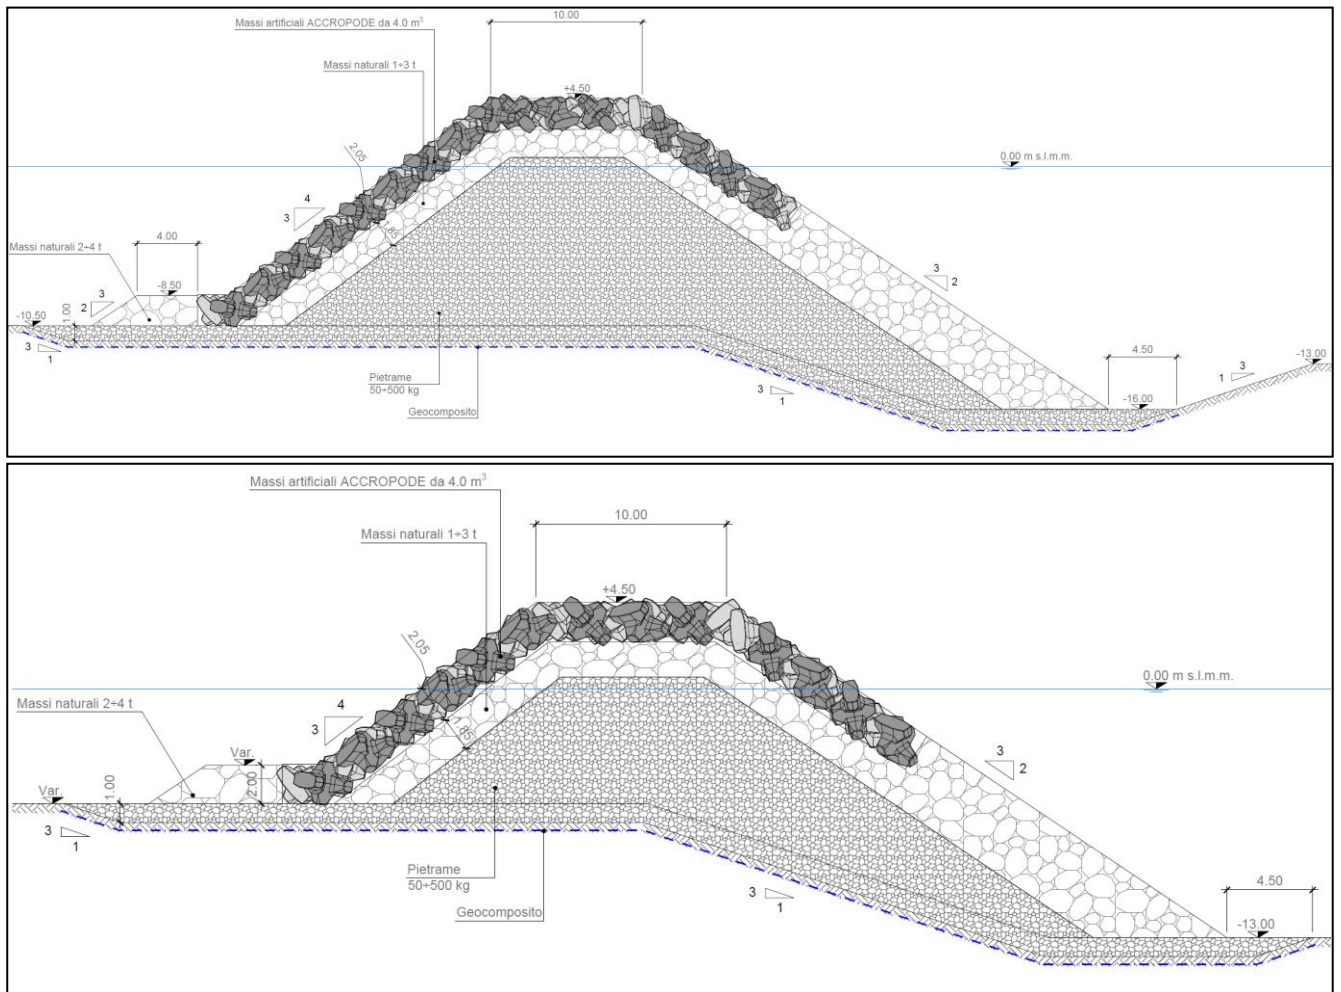 Massi artificiali ACCROPODE da 4.0 m³
10.00
Massi naturali 1÷3 t
+4.50
2.05
0.00 m s.l.m.m.
4
3
1.85
Massi naturali 2÷4 t
4.00
3
2
-8.50
3
2
-10.50
1.00
3
1
4.50
3
1
-13.00
Pietrame
50÷500 kg
3
1
-16.00
Geocomposito
Massi artificiali ACCROPODE da 4.0 m³
10.00
Massi naturali 1÷3 t
+4.50
2.05
0.00 m s.l.m.m.
Massi naturali 2÷4 t
4
3
1.85
Var.
3
2
Var.
1.00
2.00
3
1
Pietrame
50÷500 kg
3
1
4.50
Geocomposito
-13.00